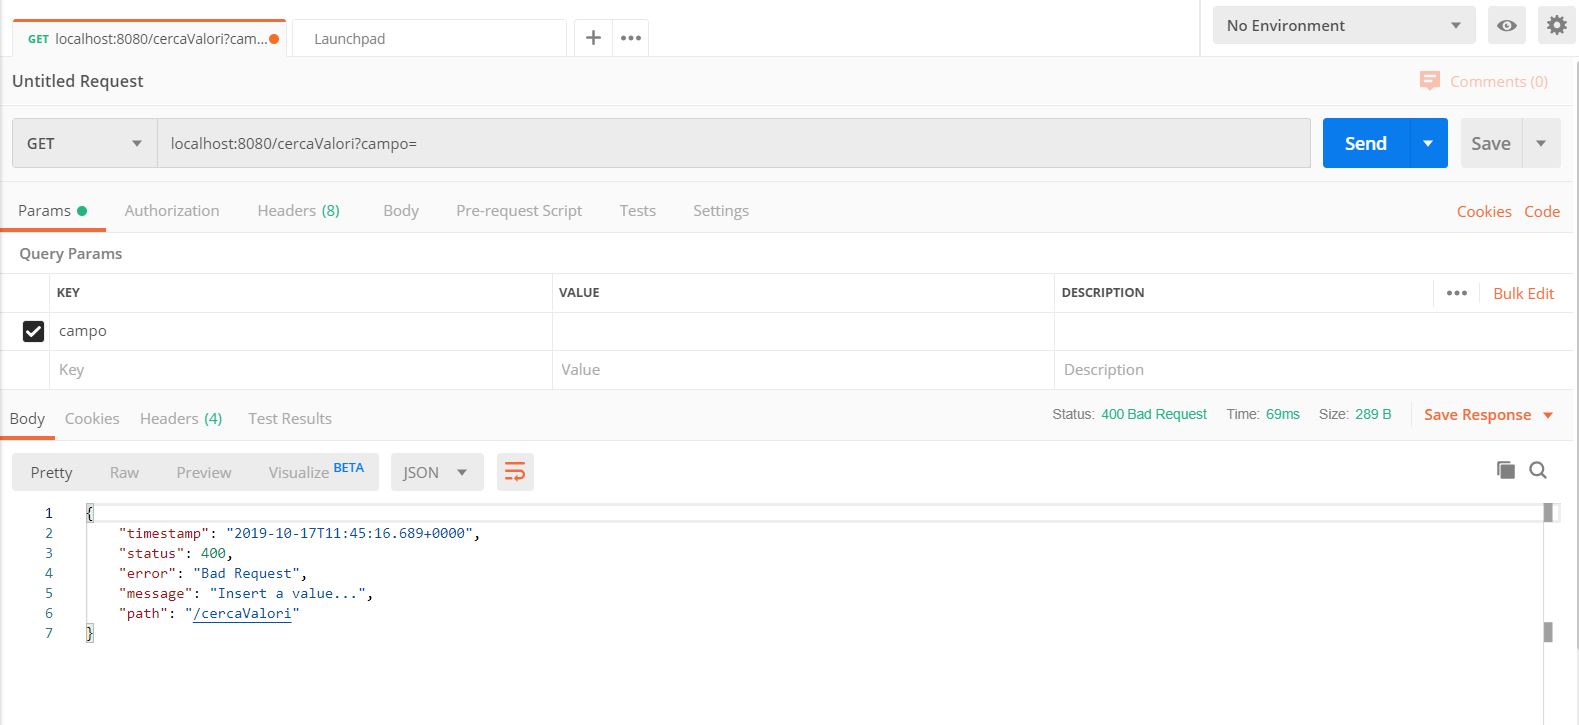 GET localhost:8080/cercaValori?cam... Launchpad No Environment
Untitled Request Comments (0)
GET localhost:8080/cercaValori?campo= Send Save
Params Authorization Headers (8) Body Pre-request Script Tests Settings Cookies Code
Query Params
KEY VALUE DESCRIPTION Bulk Edit
campo
Key Value Description
Body Cookies Headers (4) Test Results Status: 400 Bad Request Time: 69ms Size: 289 B Save Response
Pretty Raw Preview Visualize BETA JSON
1 {
2 "timestamp": "2019-10-17T11:45:16.689+0000",
3 "status": 400,
4 "error": "Bad Request",
5 "message": "Insert a value...",
6 "path": "/cercaValori"
7 }